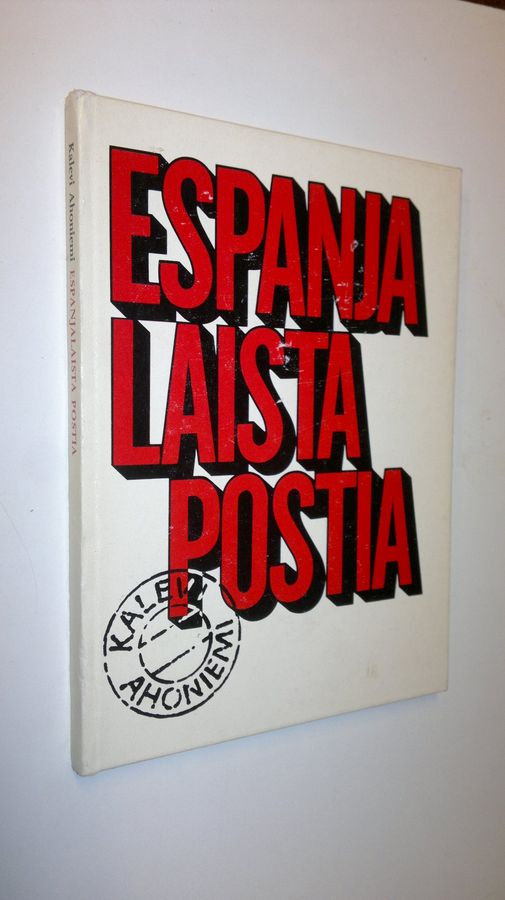 Kalevi Ahoniemi ESPANJALAISTA POSTIA
ESPANJA
LAISTA
POSTIA
KALEVI
AHONIEMI